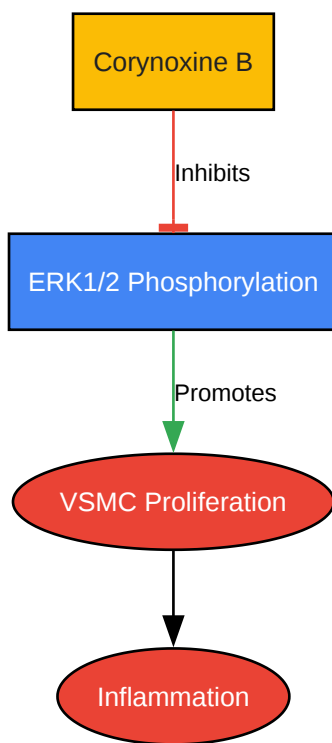 Corynoxine B
Inhibits
ERK1/2 Phosphorylation
Promotes
VSMC Proliferation
Inflammation